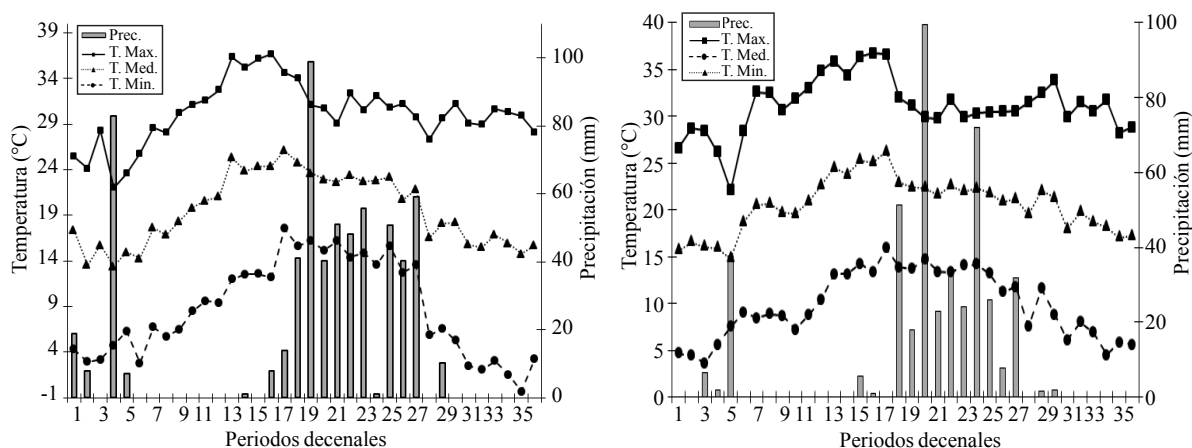 39
34
29
24
19
14
9
4
-1
Temperatura (°C)
Prec.
T. Max.
T. Med.
T. Min.
100
80
60
40
20
0
Precipitación (mm)
1 3 5 7 9 11 13 15 17 19 21 23 25 27 29 31 33 35
Periodos decenales
40
35
30
25
20
15
10
5
0
Temperatura (°C)
Prec.
T. Max.
T. Med.
T. Min.
100
80
60
40
20
0
Precipitación (mm)
1 3 5 7 9 11 13 15 17 19 21 23 25 27 29 31 33 35
Periodos decenales